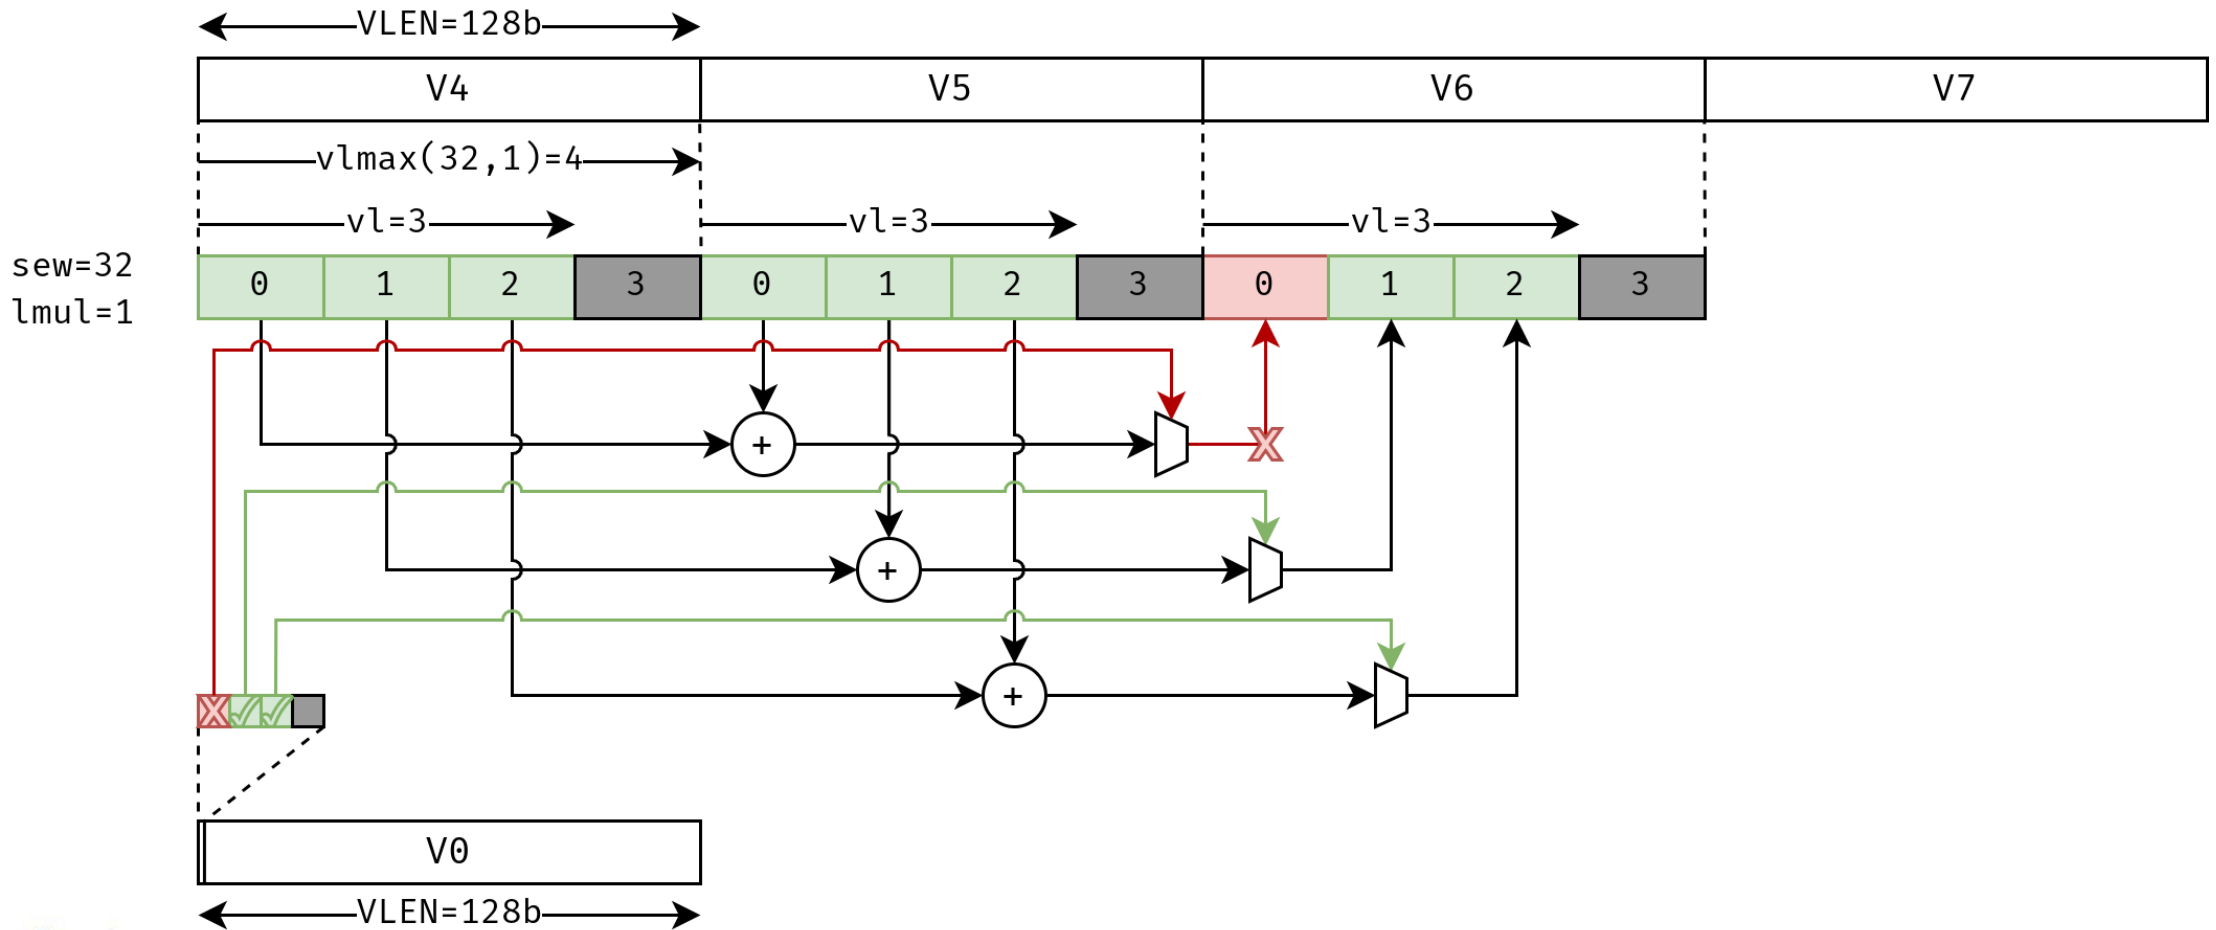 VLEN=128b
V4 V5 V6 V7
vlmax(32,1)=4
vl=3 vl=3 vl=3
sew=32
lmul=1
0 1 2 3 0 1 2 3 0 1 2 3
+
X
+
X
+
V0
VLEN=128b